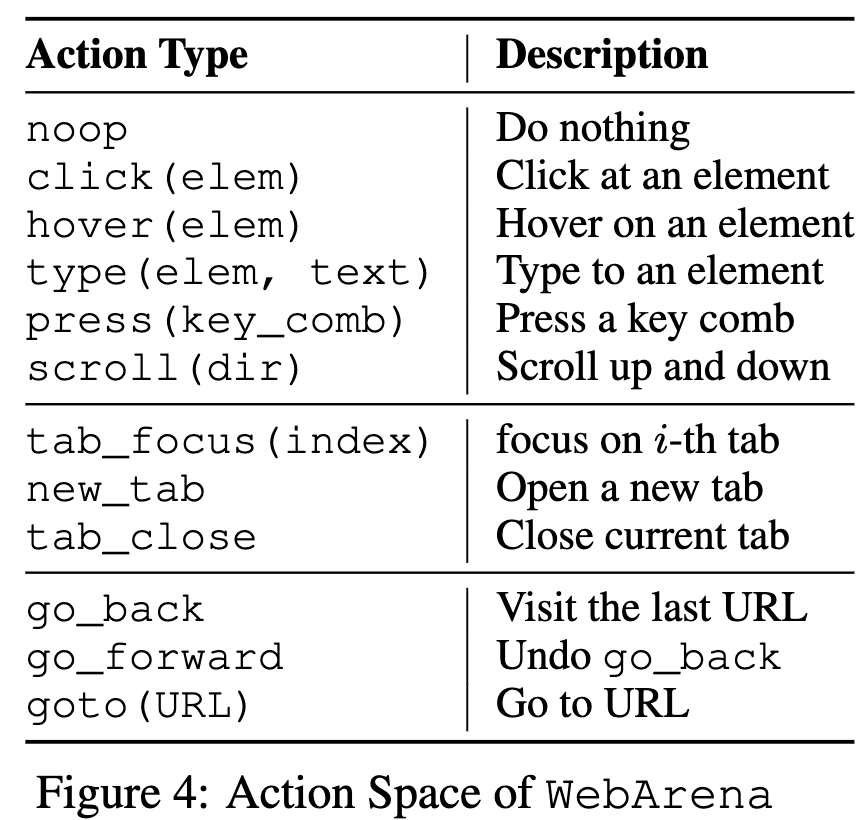 Action Type Description
noop Do nothing
click(elem) Click at an element
hover(elem) Hover on an element
type(elem, text) Type to an element
press(key_comb) Press a key comb
scroll(dir) Scroll up and down
tab_focus(index) focus on i-th tab
new_tab Open a new tab
tab_close Close current tab
go_back Visit the last URL
go_forward Undo go_back
goto(URL) Go to URL
Figure 4: Action Space of WebArena